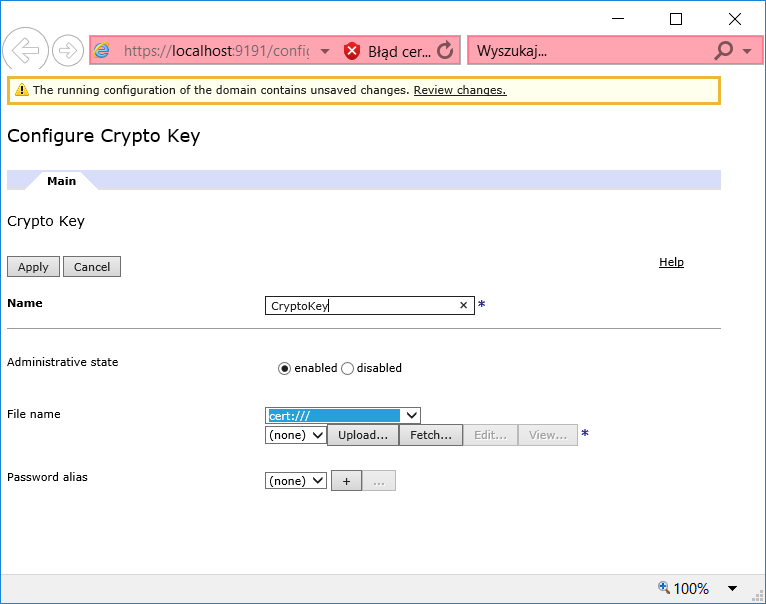 https://localhost:9191/config Błąd cer... Wyszukaj...
The running configuration of the domain contains unsaved changes. Review changes.
Configure Crypto Key
Main
Crypto Key
Apply Cancel Help
Name CryptoKey *
Administrative state enabled disabled
File name cert:///
(none) Upload... Fetch... Edit... View... *
Password alias (none) + ...
100%